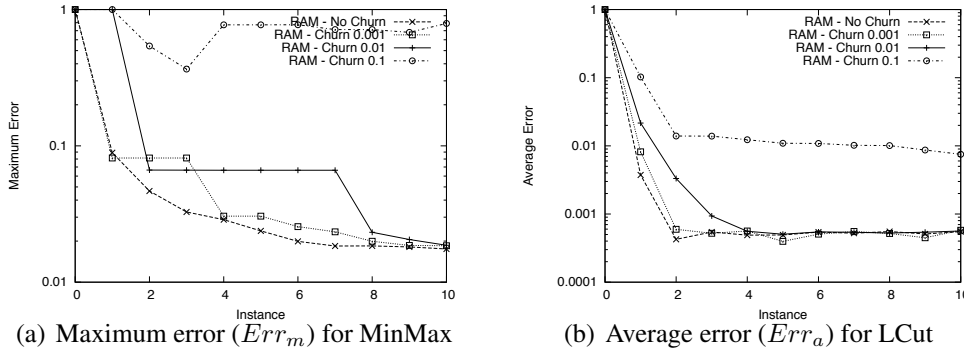 1
0.1
0.01
Maximum Error
0 2 4 6 8 10
Instance
RAM - No Churn
RAM - Churn 0.001
RAM - Churn 0.01
RAM - Churn 0.1
(a) Maximum error (Err_m) for MinMax
1
0.1
0.01
0.001
0.0001
Average Error
0 2 4 6 8 10
Instance
RAM - No Churn
RAM - Churn 0.001
RAM - Churn 0.01
RAM - Churn 0.1
(b) Average error (Err_a) for LCut